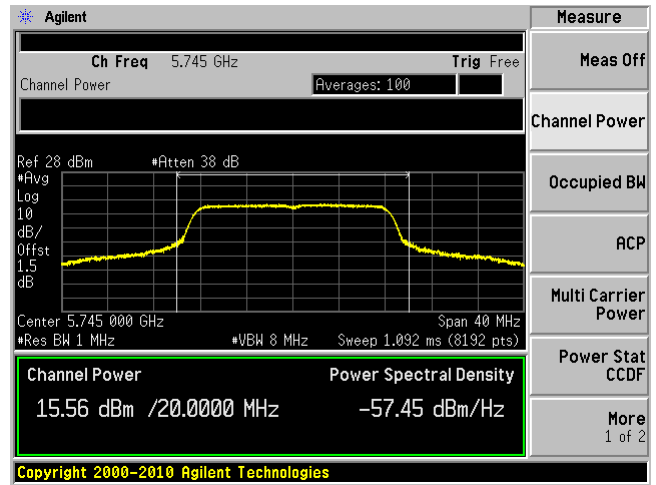 Agilent
Measure
Ch Freq 5.745 GHz Trig Free
Channel Power Averages: 100
Meas Off
Channel Power
Occupied BW
ACP
Multi Carrier
Power
Power Stat
CCDF
More
1 of 2
Ref 28 dBm #Atten 38 dB
#Avg
Log
10
dB/
Offst
1.5
dB
Center 5.745 000 GHz Span 40 MHz
#Res BW 1 MHz #VBW 8 MHz Sweep 1.092 ms (8192 pts)
Channel Power Power Spectral Density
15.56 dBm /20.0000 MHz -57.45 dBm/Hz
Copyright 2000-2010 Agilent Technologies